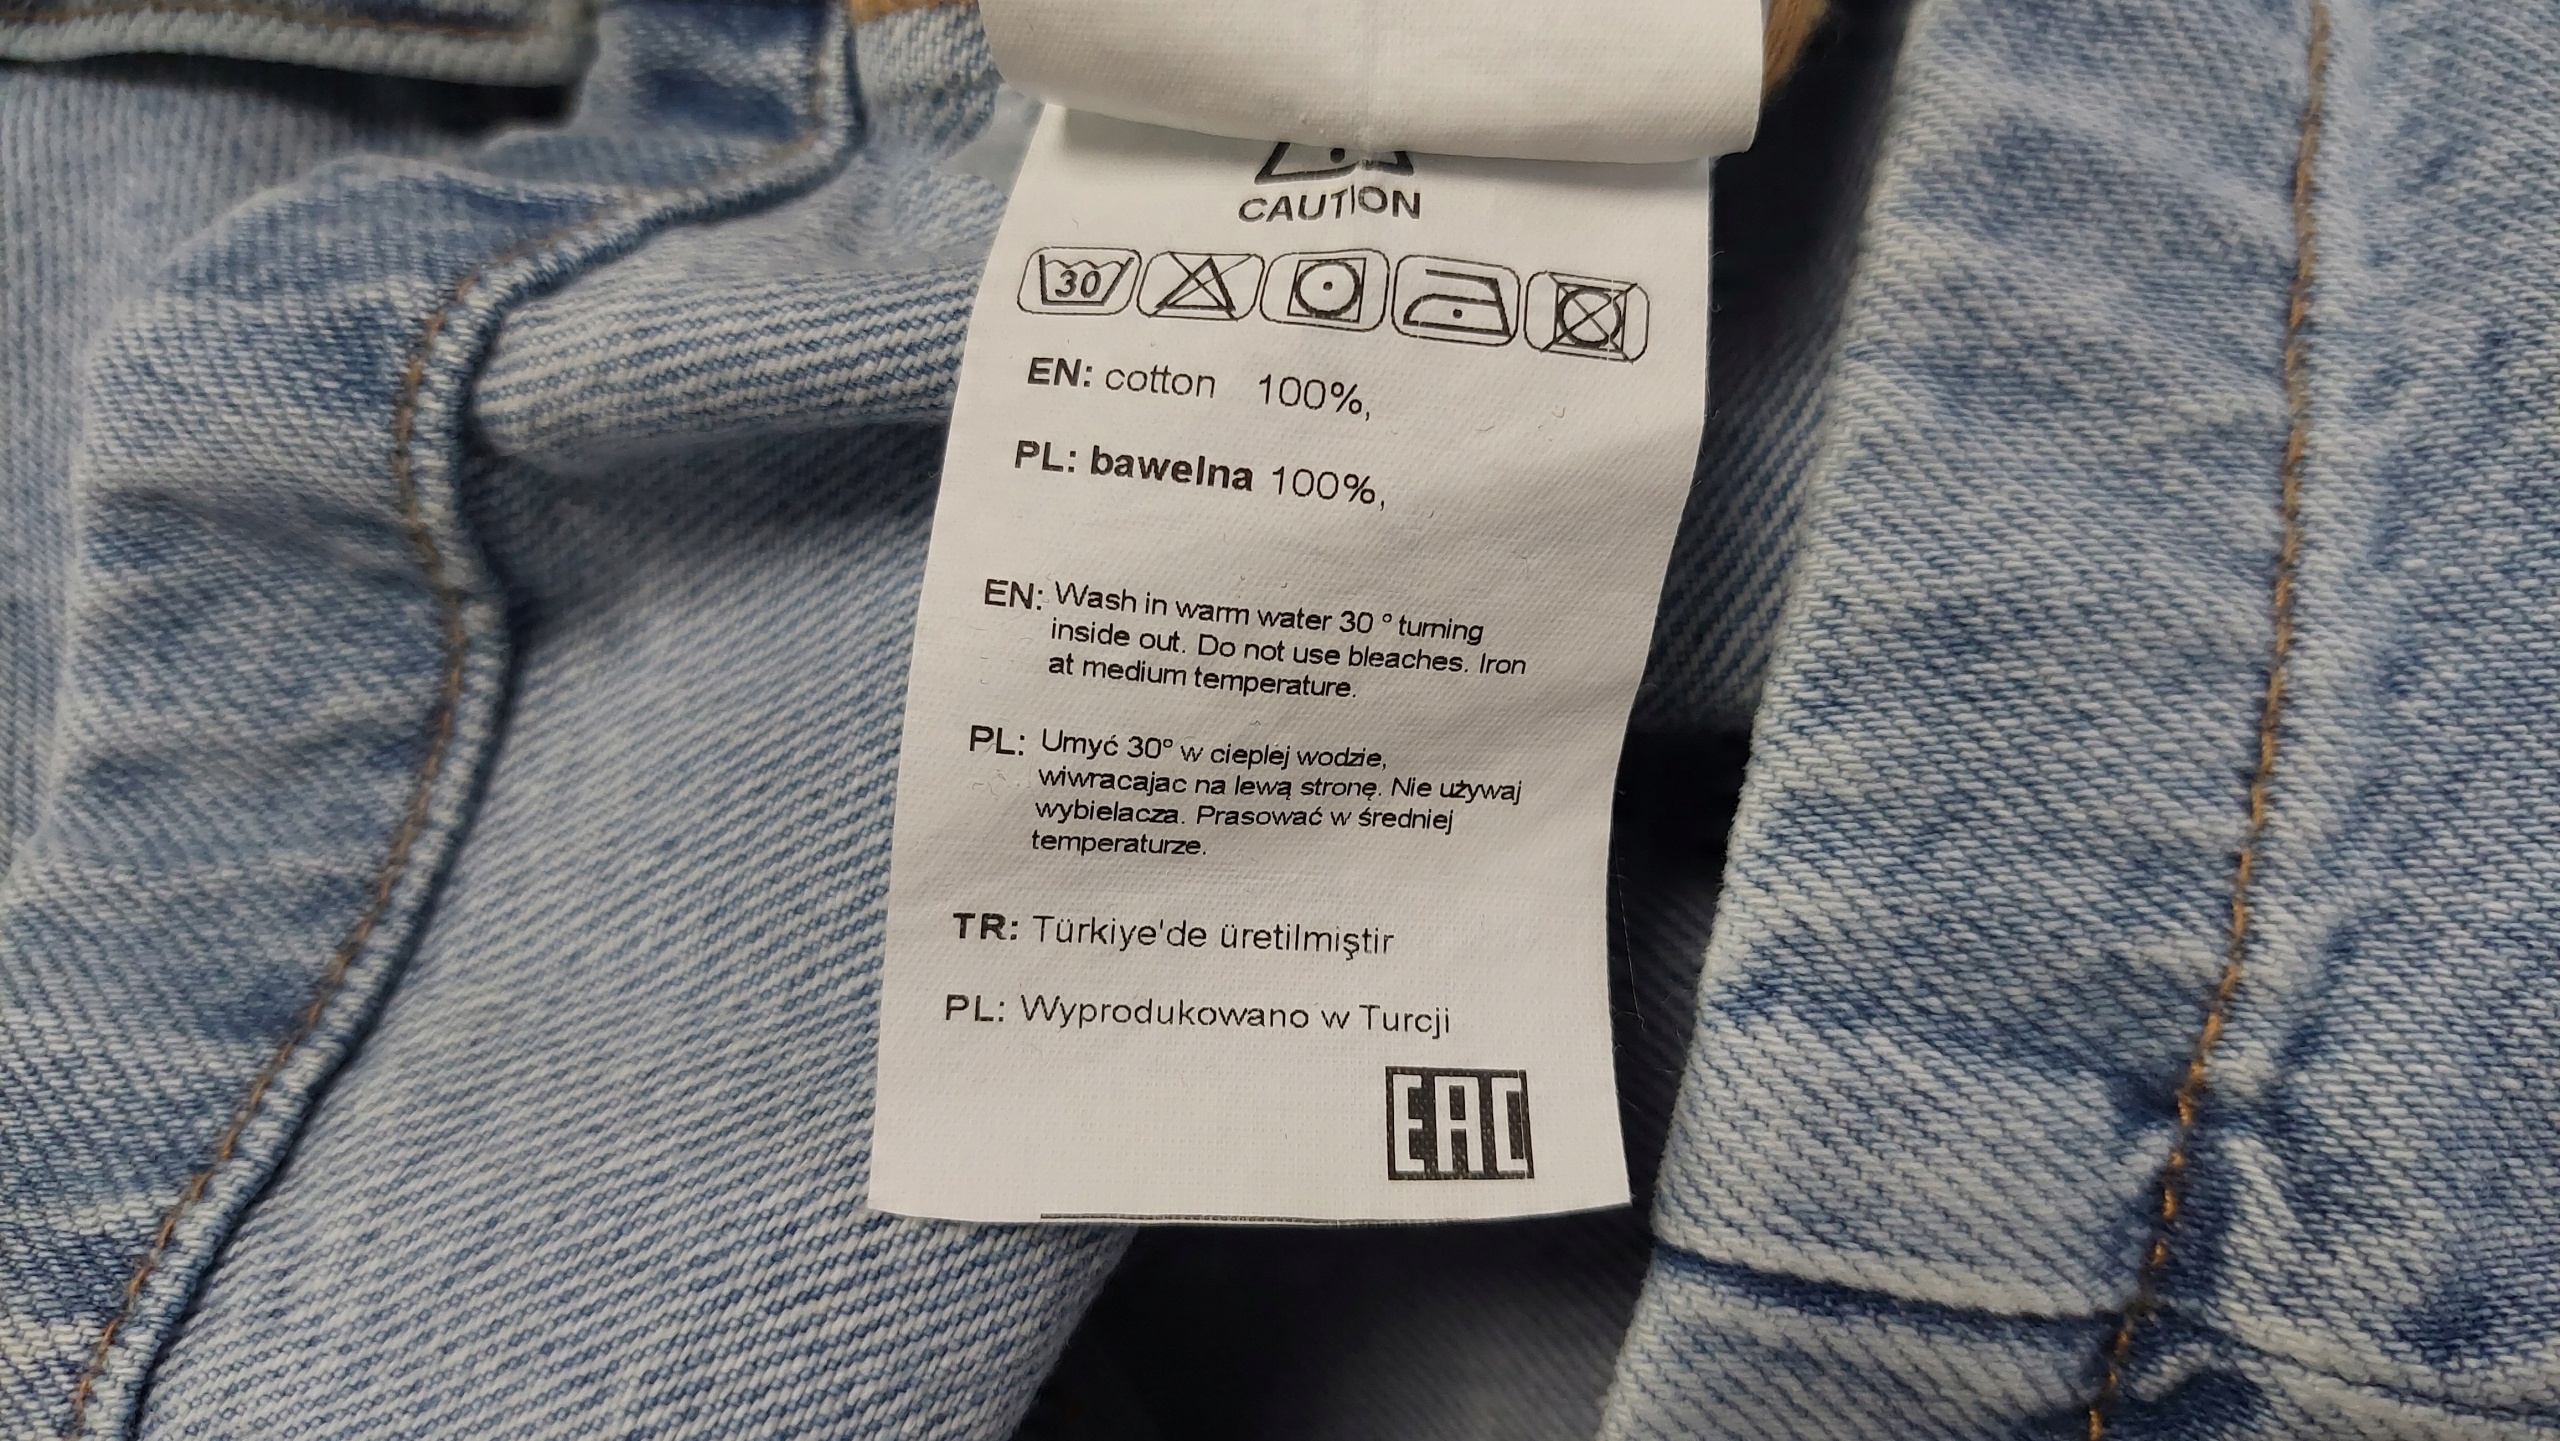 CAUTION
30
EN: cotton 100%,
PL: bawelna 100%,
EN: Wash in warm water 30 ° turning
inside out. Do not use bleaches. Iron
at medium temperature.
PL: Umyć 30° w cieplej wodzie,
wiwracajac na lewą stronę. Nie używaj
wybielacza. Prasować w średniej
temperaturze.
TR: Türkiye'de üretilmiştir
PL: Wyprodukowano w Turcji
EAC